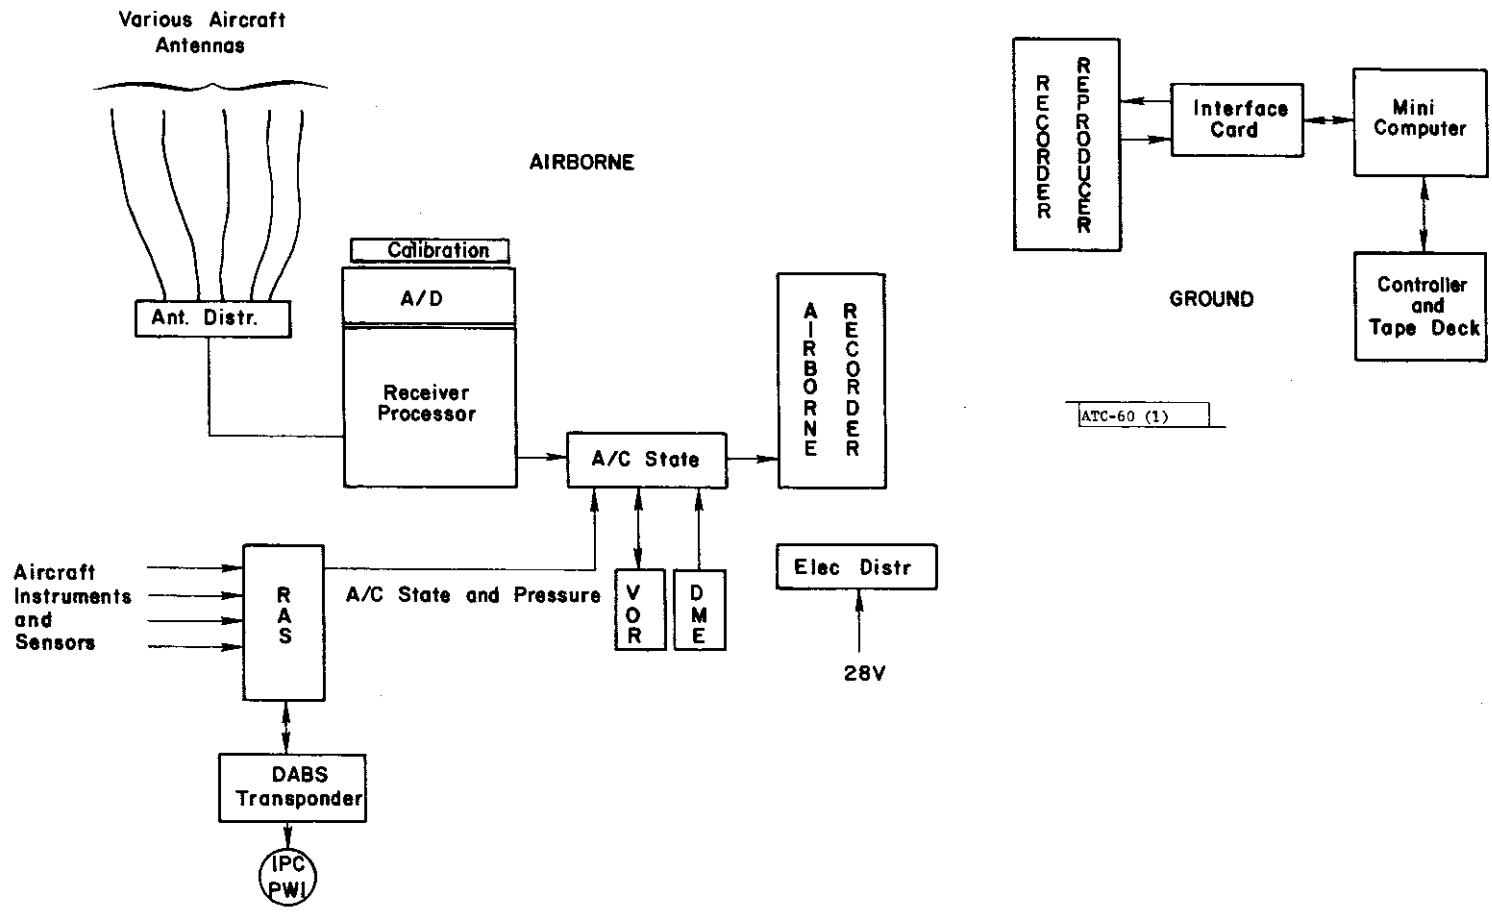 Various Aircraft
Antennas
AIRBORNE
Calibration
A/D
Ant. Distr.
Receiver
Processor
A/C State
AIRBORNE
RECORDER
Aircraft
Instruments
and
Sensors
RAS
A/C State and Pressure
VOR
DME
Elec Distr
28V
DABS
Transponder
IPC
PWI
RECORDER
REPRODUCER
Interface
Card
Mini
Computer
GROUND
Controller
and
Tape Deck
ATC-60 (1)